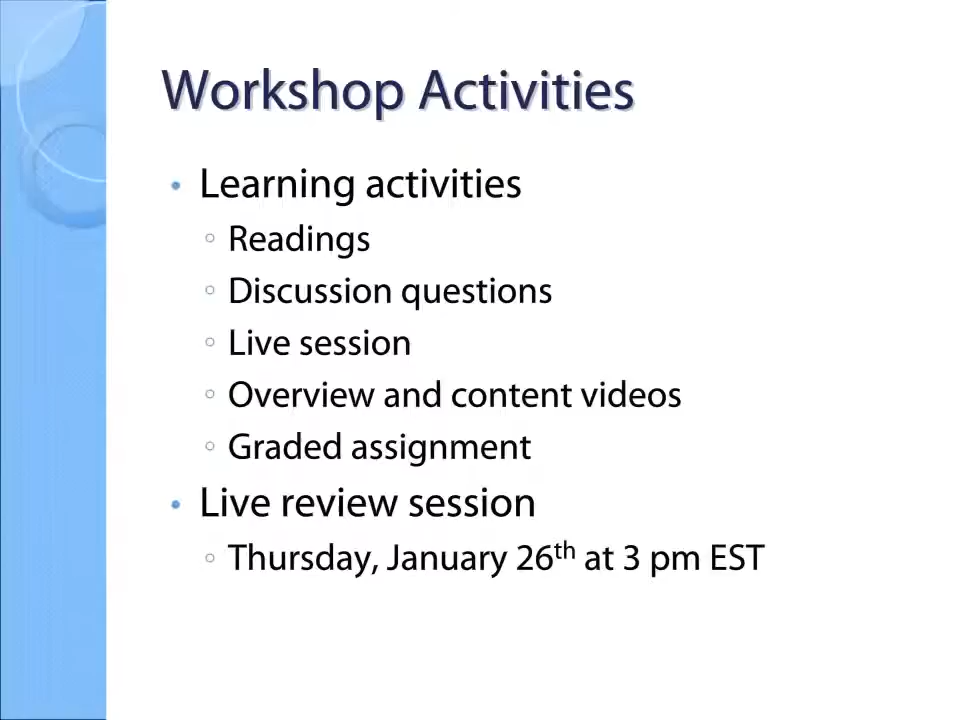 Workshop Activities
• Learning activities
◦ Readings
◦ Discussion questions
◦ Live session
◦ Overview and content videos
◦ Graded assignment
• Live review session
◦ Thursday, January 26th at 3 pm EST